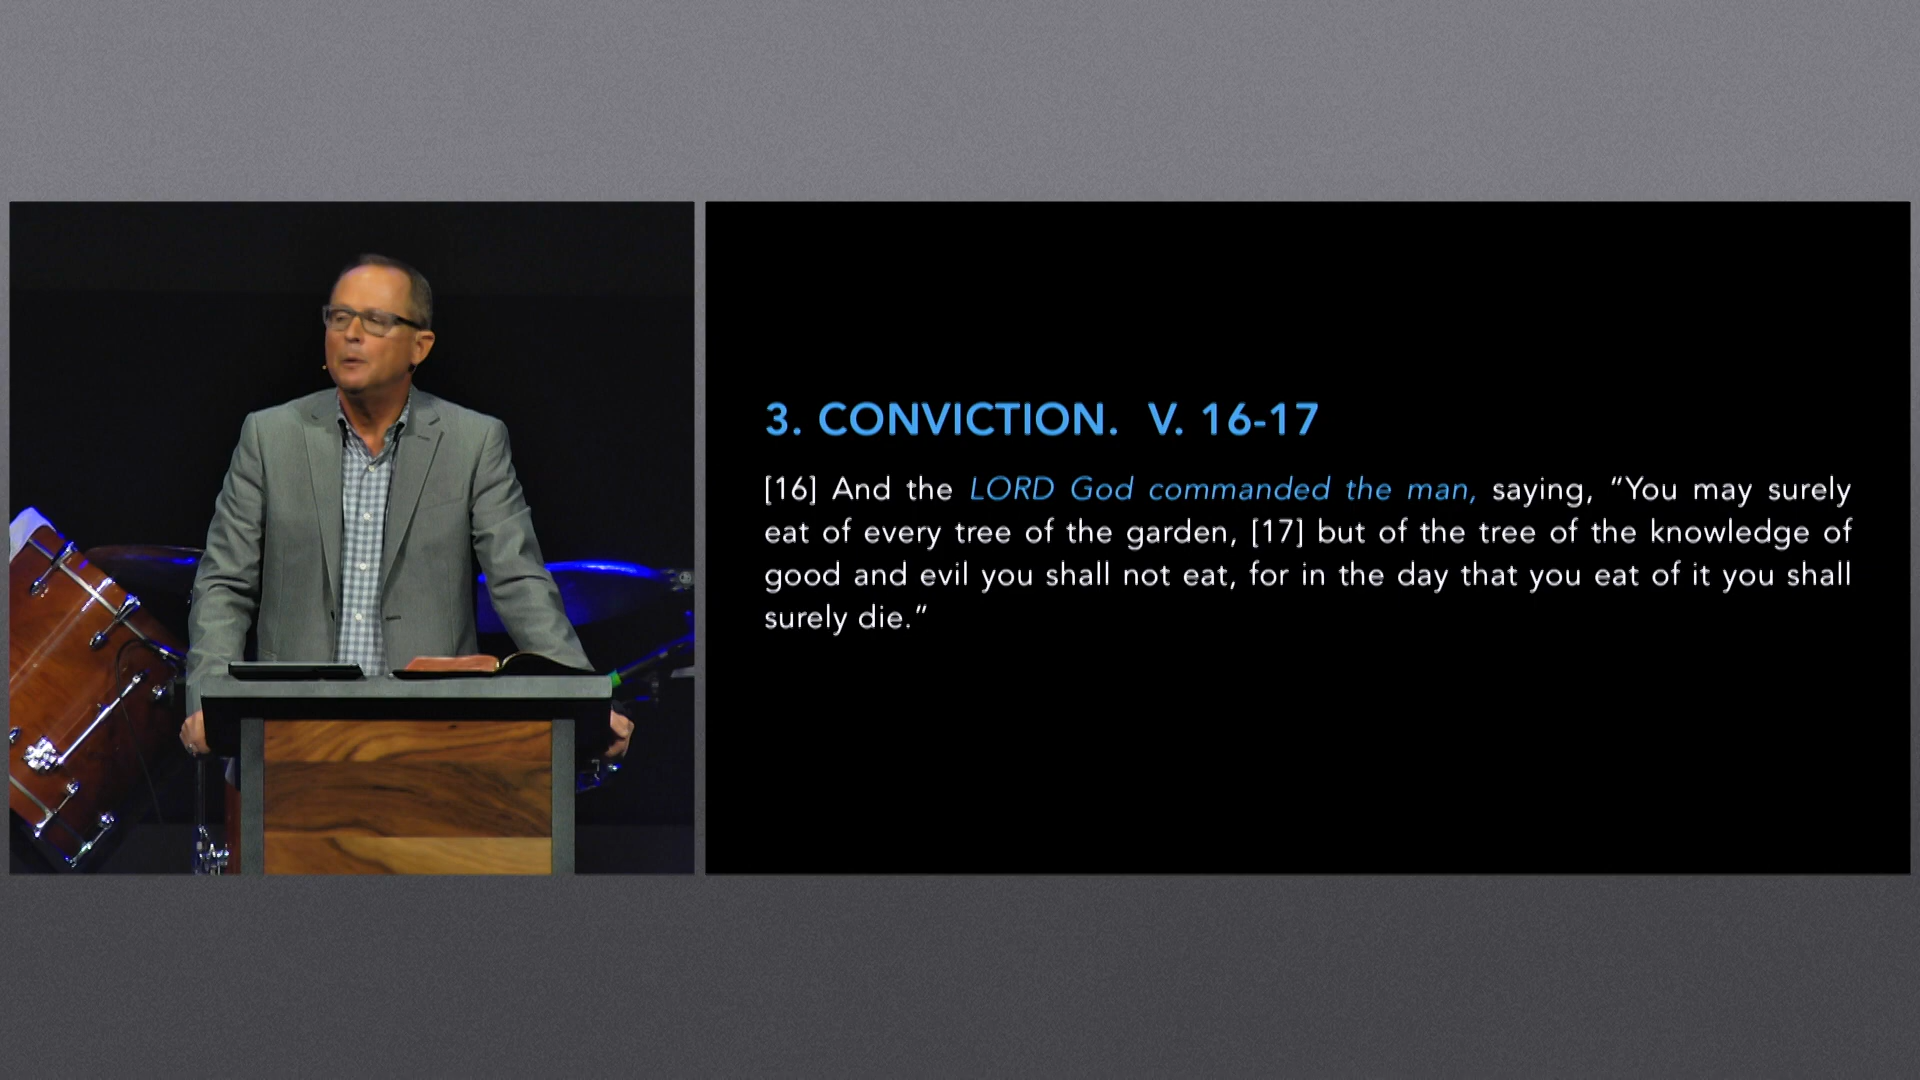 3. CONVICTION.  V. 16-17
[16] And the LORD God commanded the man, saying, “You may surely
eat of every tree of the garden, [17] but of the tree of the knowledge of
good and evil you shall not eat, for in the day that you eat of it you shall
surely die.”